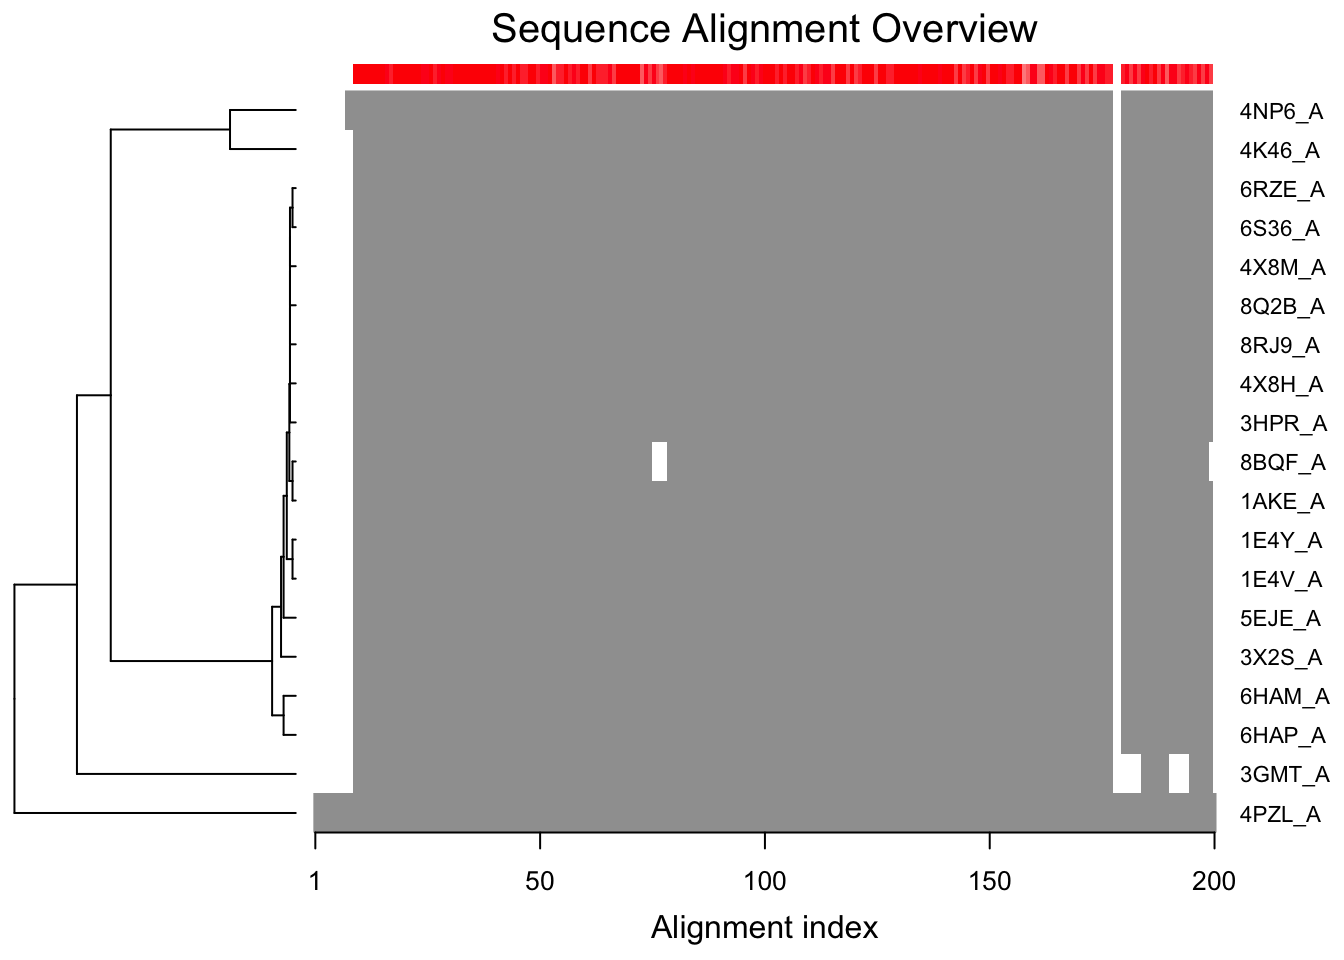 Sequence Alignment Overview
4NP6_A
4K46_A
6RZE_A
6S36_A
4X8M_A
8Q2B_A
8RJ9_A
4X8H_A
3HPR_A
8BQF_A
1AKE_A
1E4Y_A
1E4V_A
5EJE_A
3X2S_A
6HAM_A
6HAP_A
3GMT_A
4PZL_A
1 50 100 150 200
Alignment index